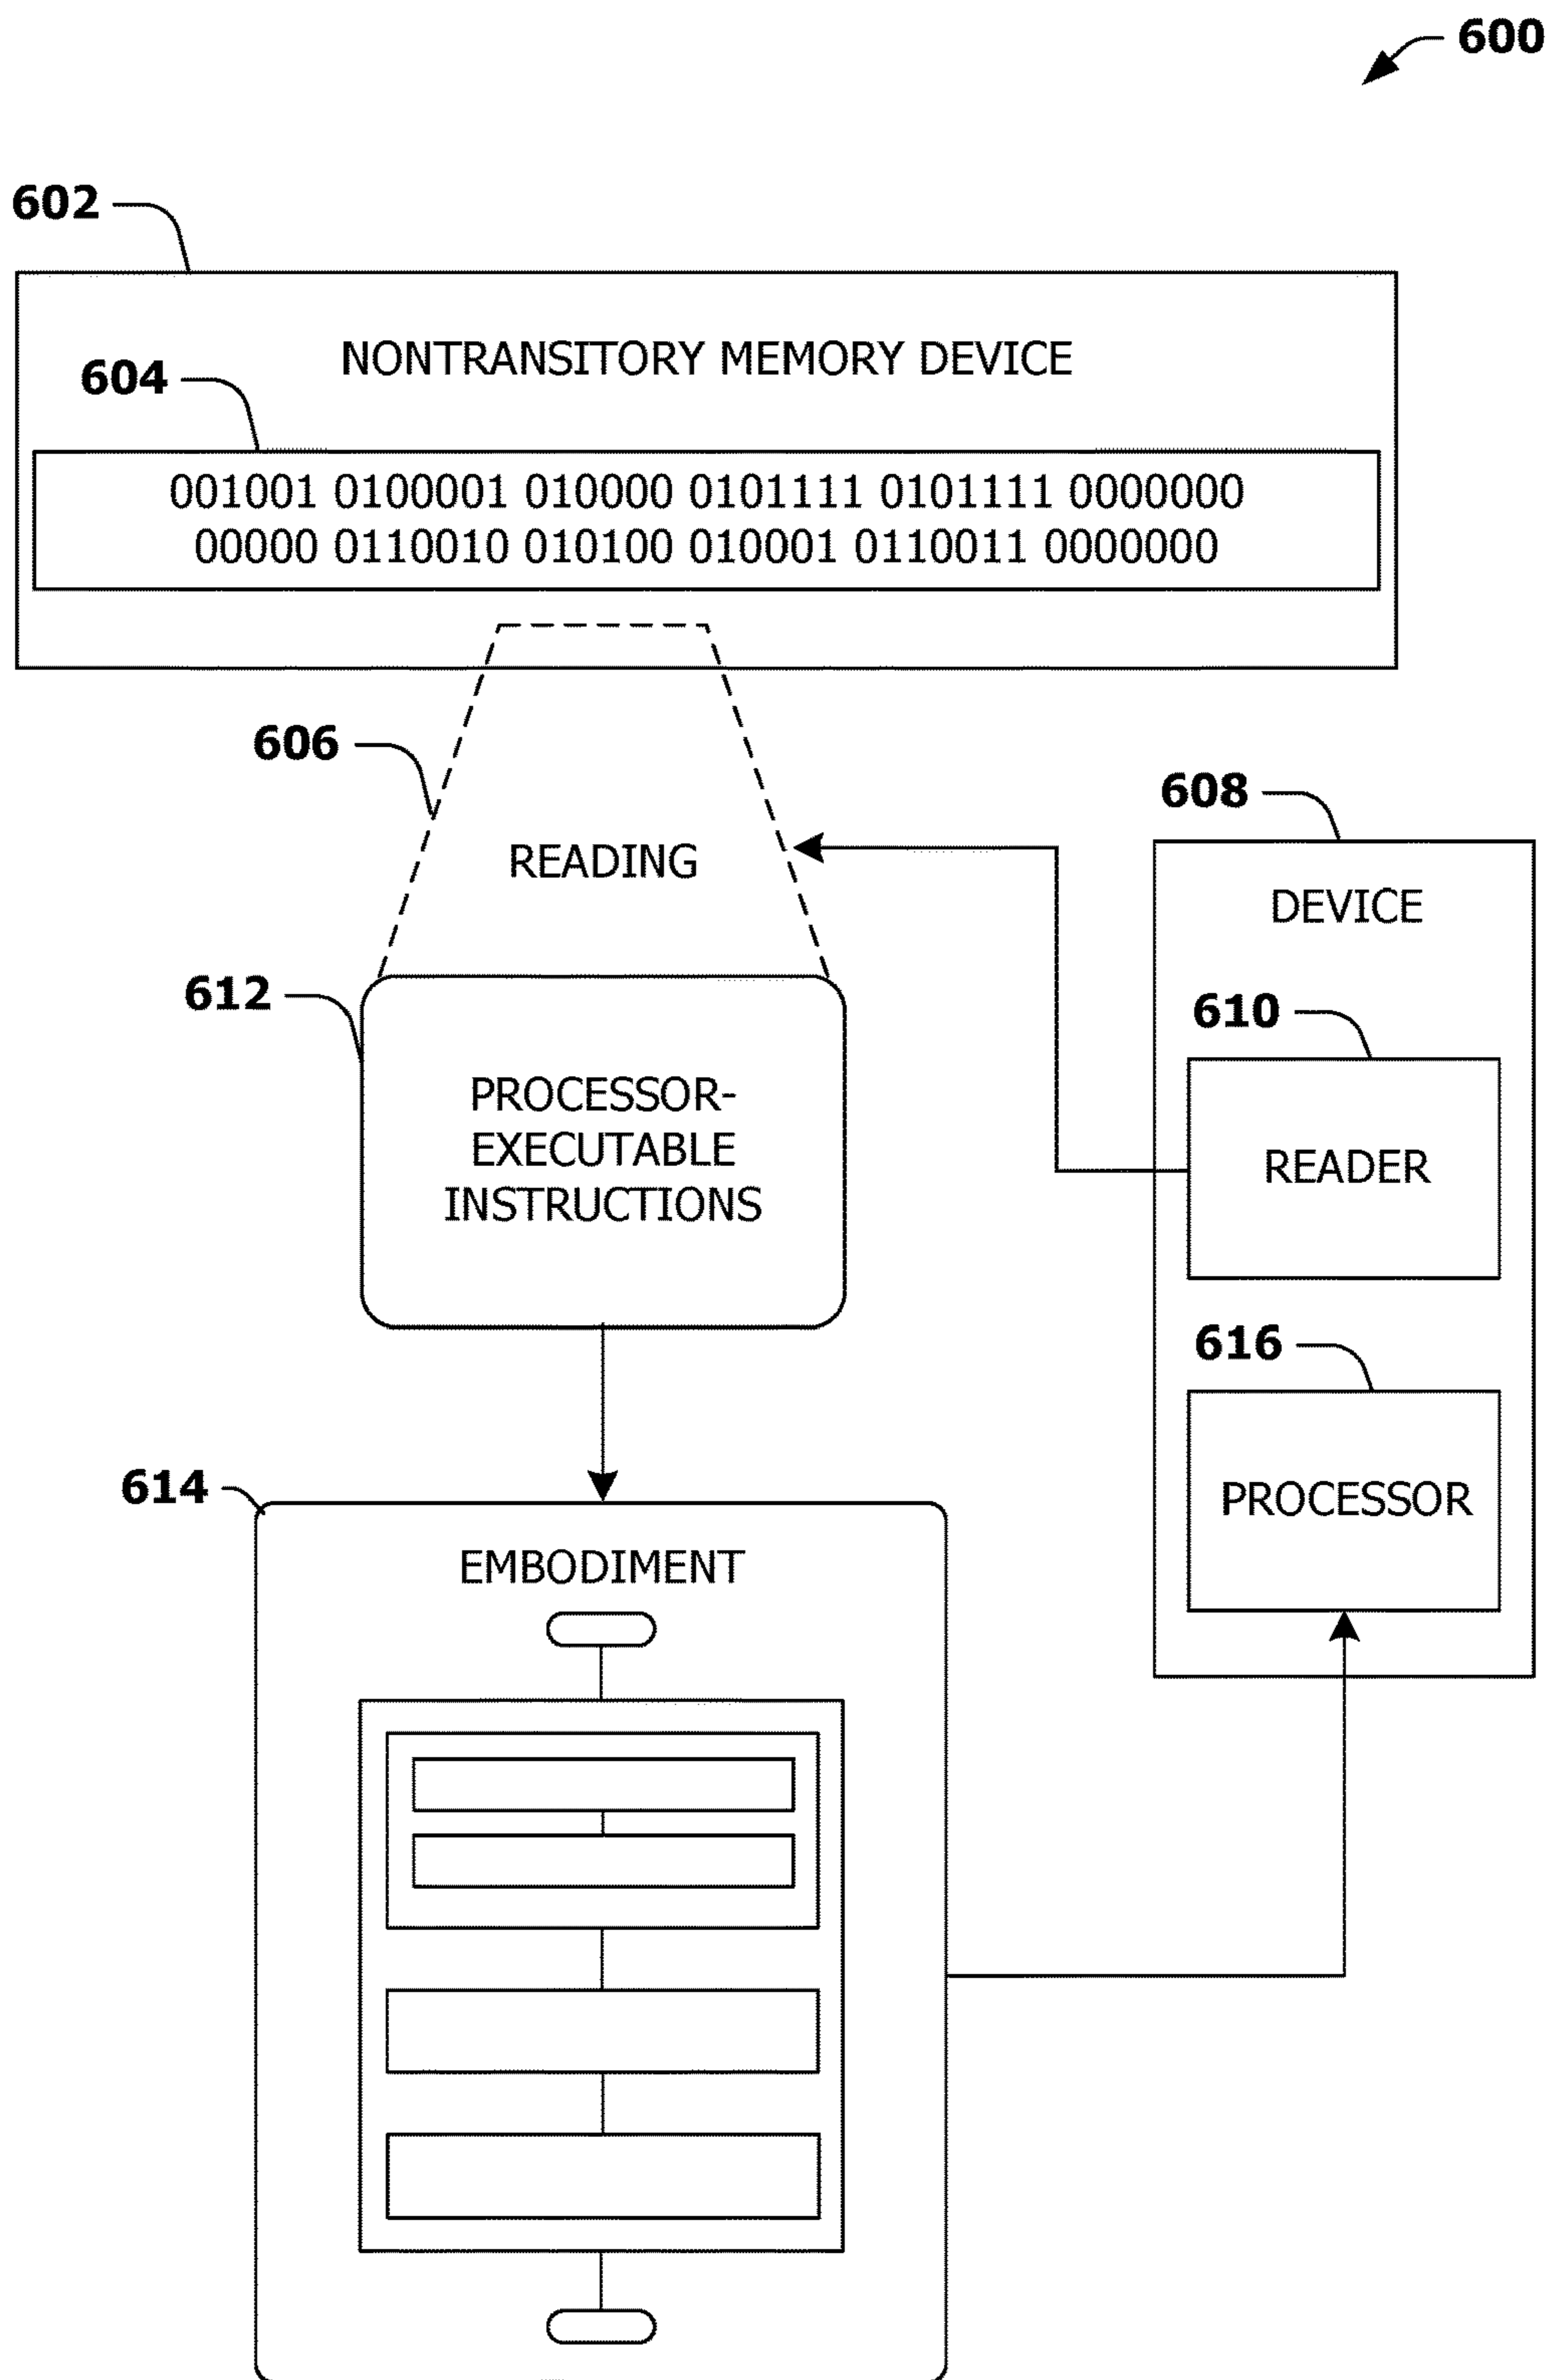 600
602
NONTRANSITORY MEMORY DEVICE
604
001001 0100001 010000 0101111 0101111 0000000
00000 0110010 010100 010001 0110011 0000000
606
READING
608
DEVICE
610
READER
612
PROCESSOR-
EXECUTABLE
INSTRUCTIONS
616
PROCESSOR
614
EMBODIMENT